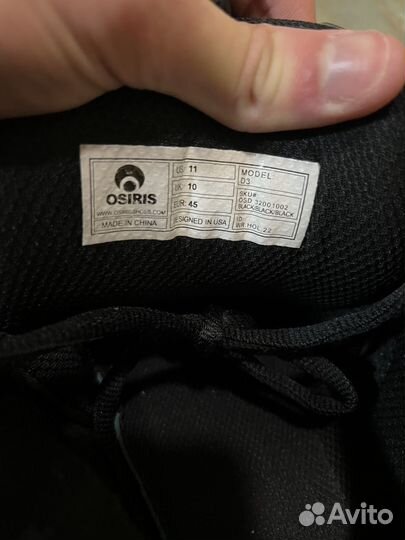 OSIRIS
WWW.OSIRISSHOES.COM
MADE IN CHINA
US: 11
UK: 10
EUR: 45
DESIGNED IN USA
MODEL:
D3
SKU#:
OSD 32001002
BLACK/BLACK/BLACK
ID:
WR.HOL.22
Avito